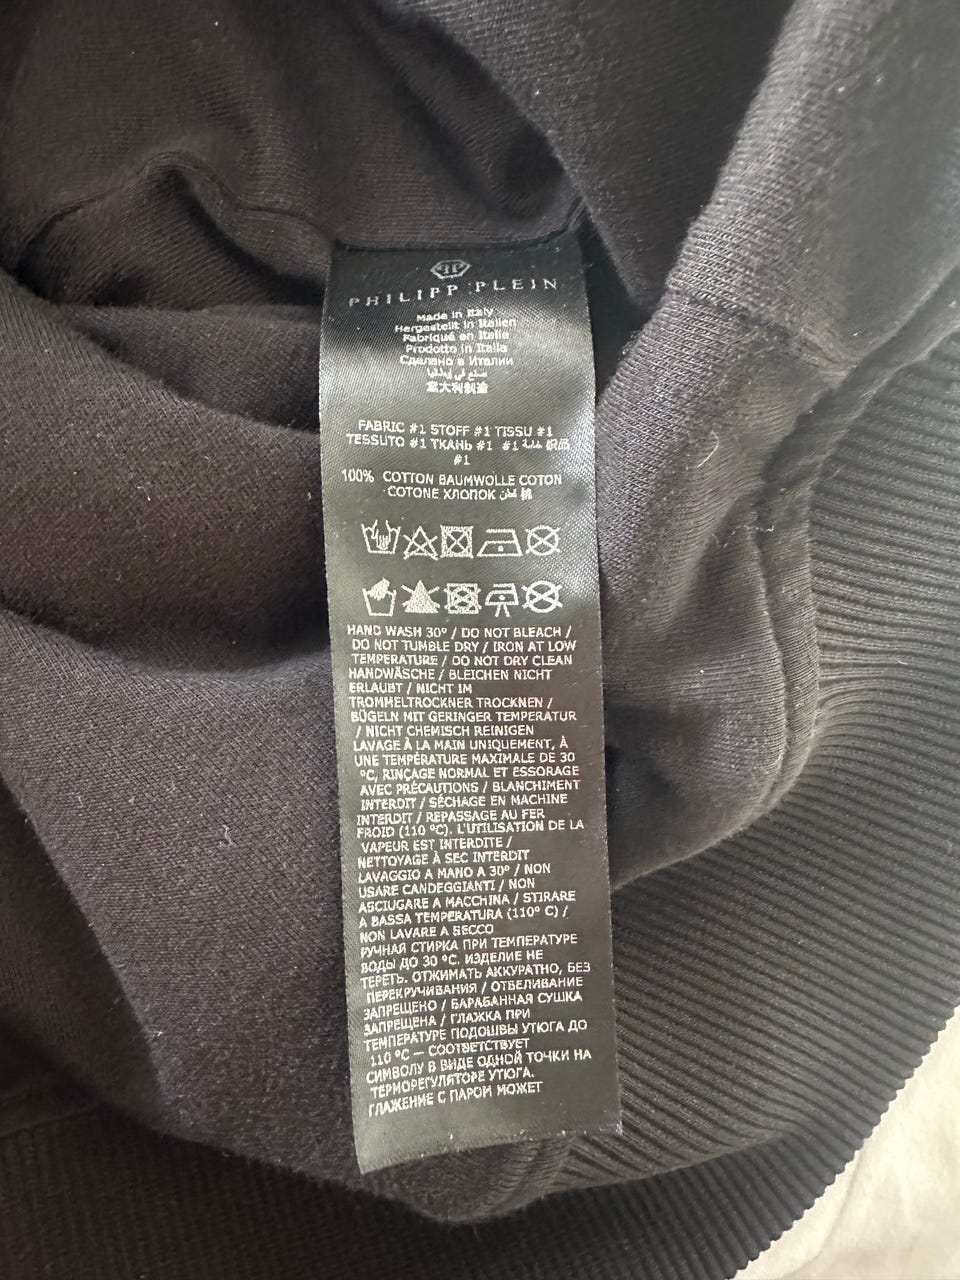 PHILIPP PLEIN
Made in Italy
Hergestellt in Italien
Fabriqué en Italie
Prodotto in Italia
Сделано в Италии
صنع في إيطاليا
意大利制造
FABRIC #1 STOFF #1 TISSU #1
TESSUTO #1 ТКАНЬ #1 #1 织品
#1
100% COTTON BAUMWOLLE COTON
COTONE ХЛОПОК قطن 棉
HAND WASH 30° / DO NOT BLEACH /
DO NOT TUMBLE DRY / IRON AT LOW
TEMPERATURE / DO NOT DRY CLEAN
HANDWÄSCHE / BLEICHEN NICHT
ERLAUBT / NICHT IM
TROMMELTROCKNER TROCKNEN /
BÜGELN MIT GERINGER TEMPERATUR
/ NICHT CHEMISCH REINIGEN
LAVAGE À LA MAIN UNIQUEMENT, À
UNE TEMPÉRATURE MAXIMALE DE 30
°C, RINÇAGE NORMAL ET ESSORAGE
AVEC PRÉCAUTIONS / BLANCHIMENT
INTERDIT / SÉCHAGE EN MACHINE
INTERDIT / REPASSAGE AU FER
FROID (110 °C). L'UTILISATION DE LA
VAPEUR EST INTERDITE /
NETTOYAGE À SEC INTERDIT
LAVAGGIO A MANO A 30° / NON
USARE CANDEGGIANTI / NON
ASCIUGARE A MACCHINA / STIRARE
A BASSA TEMPERATURA (110° C) /
NON LAVARE A SECCO
РУЧНАЯ СТИРКА ПРИ ТЕМПЕРАТУРЕ
ВОДЫ ДО 30 °C. ИЗДЕЛИЕ НЕ
ТЕРЕТЬ. ОТЖИМАТЬ АККУРАТНО, БЕЗ
ПЕРЕКРУЧИВАНИЯ / ОТБЕЛИВАНИЕ
ЗАПРЕЩЕНО / БАРАБАННАЯ СУШКА
ЗАПРЕЩЕНА / ГЛАЖКА ПРИ
ТЕМПЕРАТУРЕ ПОДОШВЫ УТЮГА ДО
110 °C — СООТВЕТСТВУЕТ
СИМВОЛУ В ВИДЕ ОДНОЙ ТОЧКИ НА
ТЕРМОРЕГУЛЯТОРЕ УТЮГА.
ГЛАЖЕНИЕ С ПАРОМ МОЖЕТ